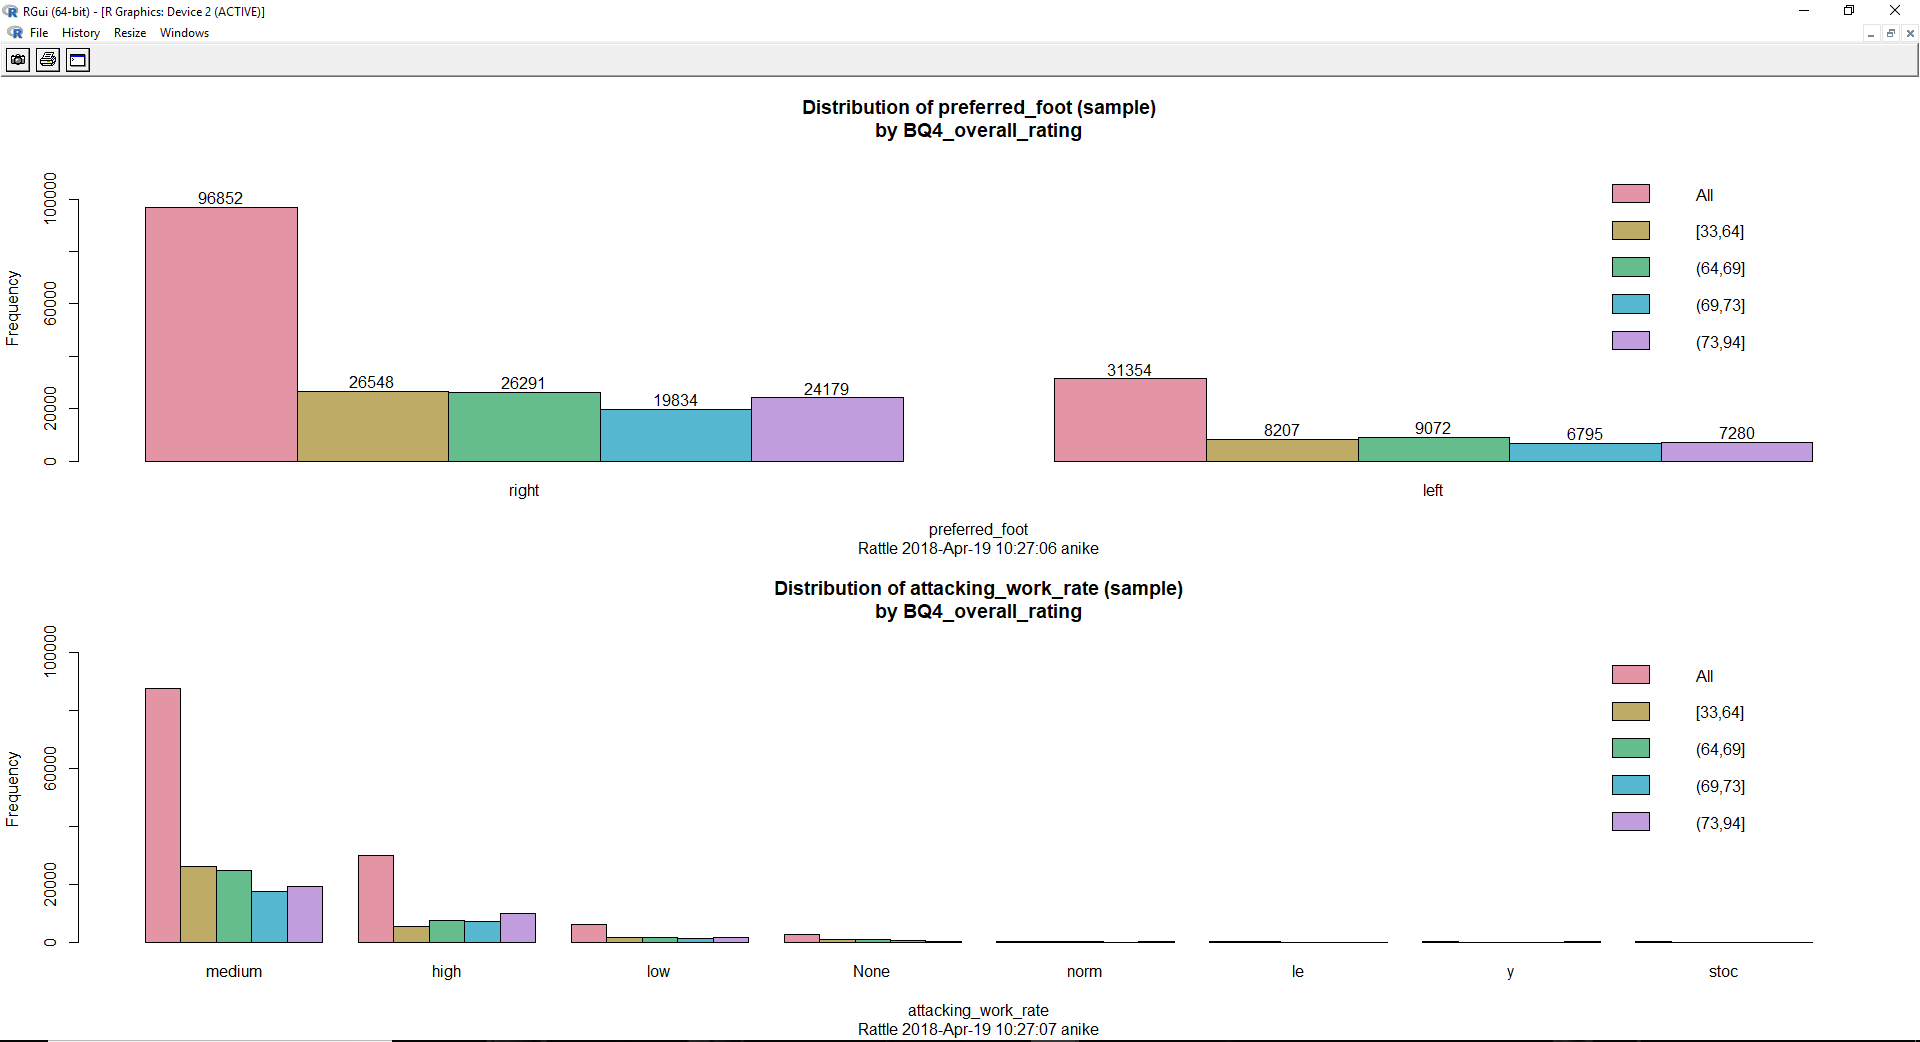 RGui (64-bit) - [R Graphics: Device 2 (ACTIVE)]
File History Resize Windows
Distribution of preferred_foot (sample)
by BQ4_overall_rating
Frequency
100000
60000
20000
0
96852
26548
26291
19834
24179
31354
8207
9072
6795
7280
All
[33,64]
(64,69]
(69,73]
(73,94]
right
left
preferred_foot
Rattle 2018-Apr-19 10:27:06 anike
Distribution of attacking_work_rate (sample)
by BQ4_overall_rating
Frequency
100000
60000
20000
0
All
[33,64]
(64,69]
(69,73]
(73,94]
medium
high
low
None
norm
le
y
stoc
attacking_work_rate
Rattle 2018-Apr-19 10:27:07 anike